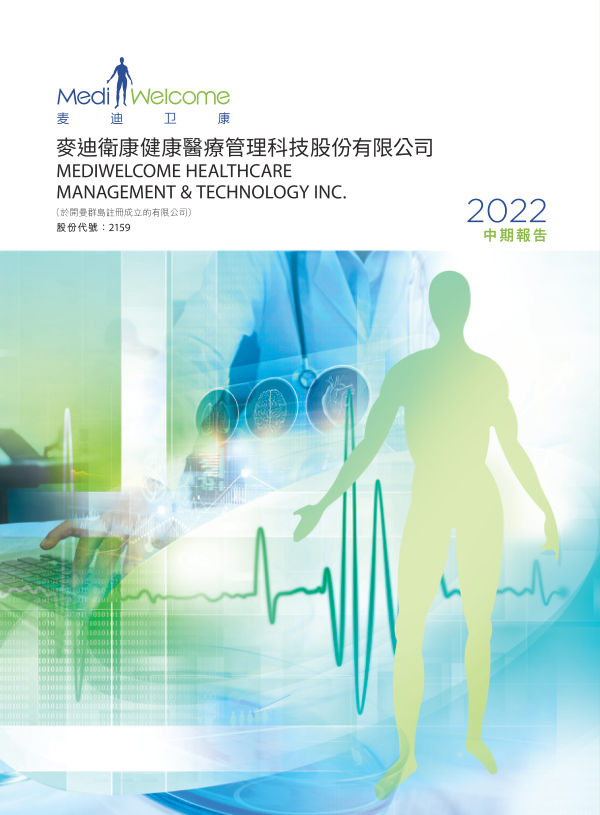 Medi Welcome
麦迪卫康
麥迪衛康健康醫療管理科技股份有限公司
MEDIWELCOME HEALTHCARE
MANAGEMENT & TECHNOLOGY INC.
(於開曼群島註冊成立的有限公司)
股份代號：2159
2022
中期報告